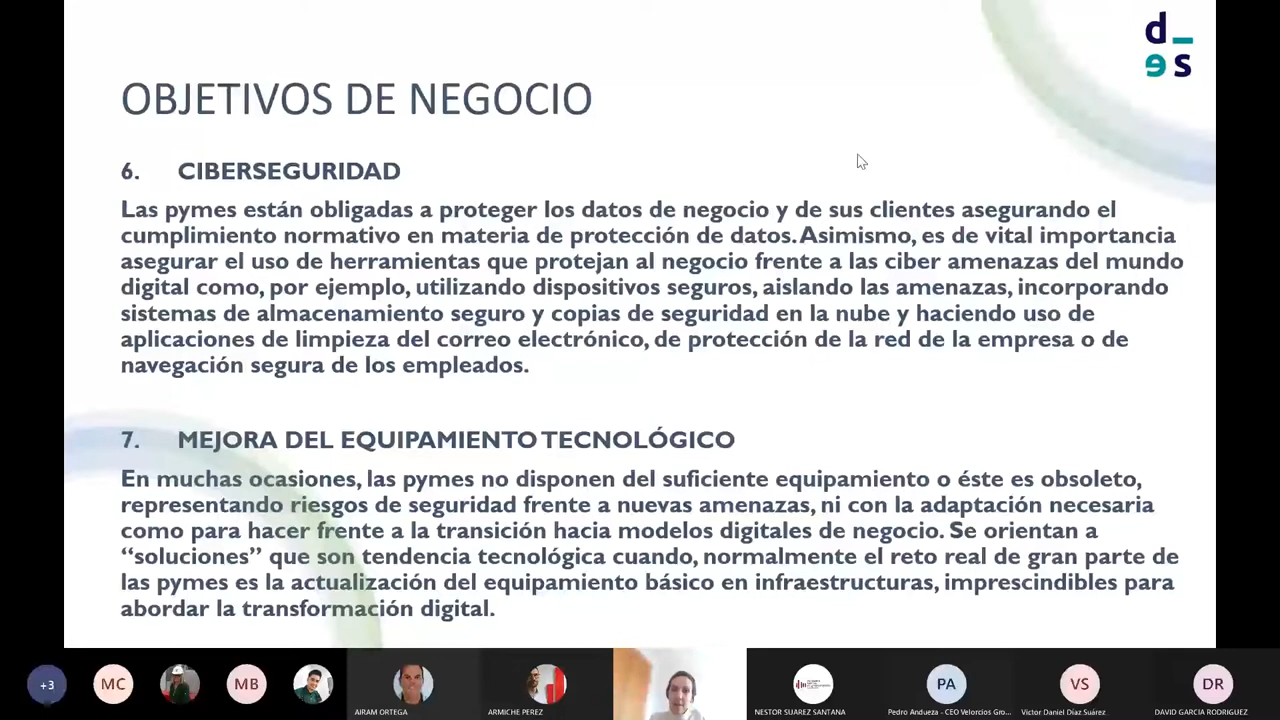 d_
es
OBJETIVOS DE NEGOCIO
6. CIBERSEGURIDAD
Las pymes están obligadas a proteger los datos de negocio y de sus clientes asegurando el
cumplimiento normativo en materia de protección de datos. Asimismo, es de vital importancia
asegurar el uso de herramientas que protejan al negocio frente a las ciber amenazas del mundo
digital como, por ejemplo, utilizando dispositivos seguros, aislando las amenazas, incorporando
sistemas de almacenamiento seguro y copias de seguridad en la nube y haciendo uso de
aplicaciones de limpieza del correo electrónico, de protección de la red de la empresa o de
navegación segura de los empleados.
7. MEJORA DEL EQUIPAMIENTO TECNOLÓGICO
En muchas ocasiones, las pymes no disponen del suficiente equipamiento o éste es obsoleto,
representando riesgos de seguridad frente a nuevas amenazas, ni con la adaptación necesaria
como para hacer frente a la transición hacia modelos digitales de negocio. Se orientan a
“soluciones” que son tendencia tecnológica cuando, normalmente el reto real de gran parte de
las pymes es la actualización del equipamiento básico en infraestructuras, imprescindibles para
abordar la transformación digital.
+3 MC MB PA VS DR
AIRAM ORTEGA ARMICHE PEREZ NESTOR SUAREZ SANTANA Pedro Andueza - CEO Velorcios Gro... Victor Daniel Díaz Suárez DAVID GARCIA RODRIGUEZ